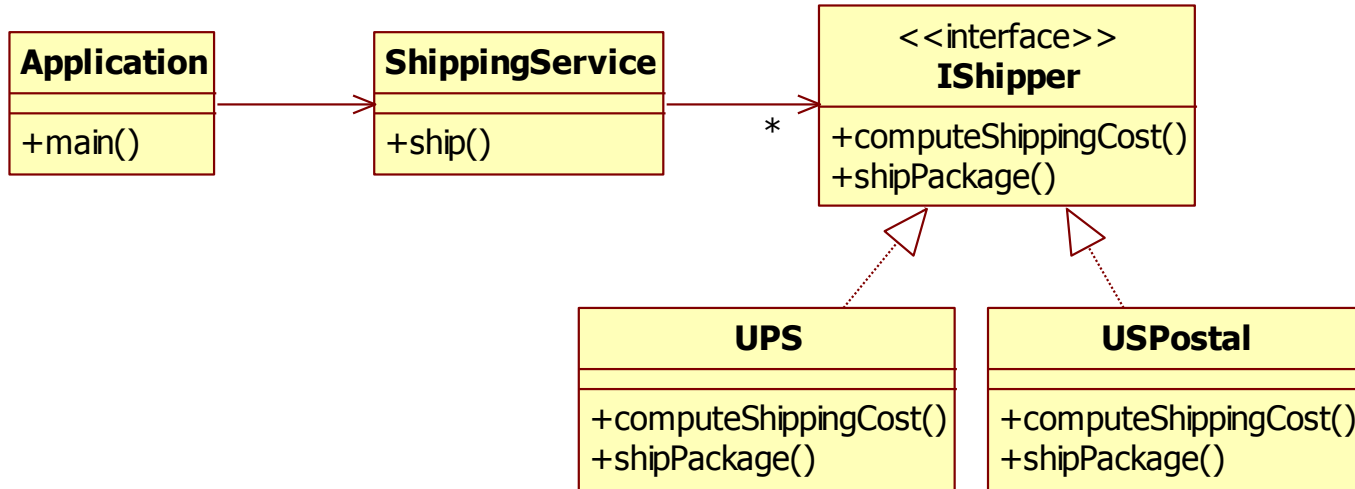 Application
+main()
ShippingService
+ship()
*
<<interface>>
IShipper
+computeShippingCost()
+shipPackage()
UPS
+computeShippingCost()
+shipPackage()
USPostal
+computeShippingCost()
+shipPackage()